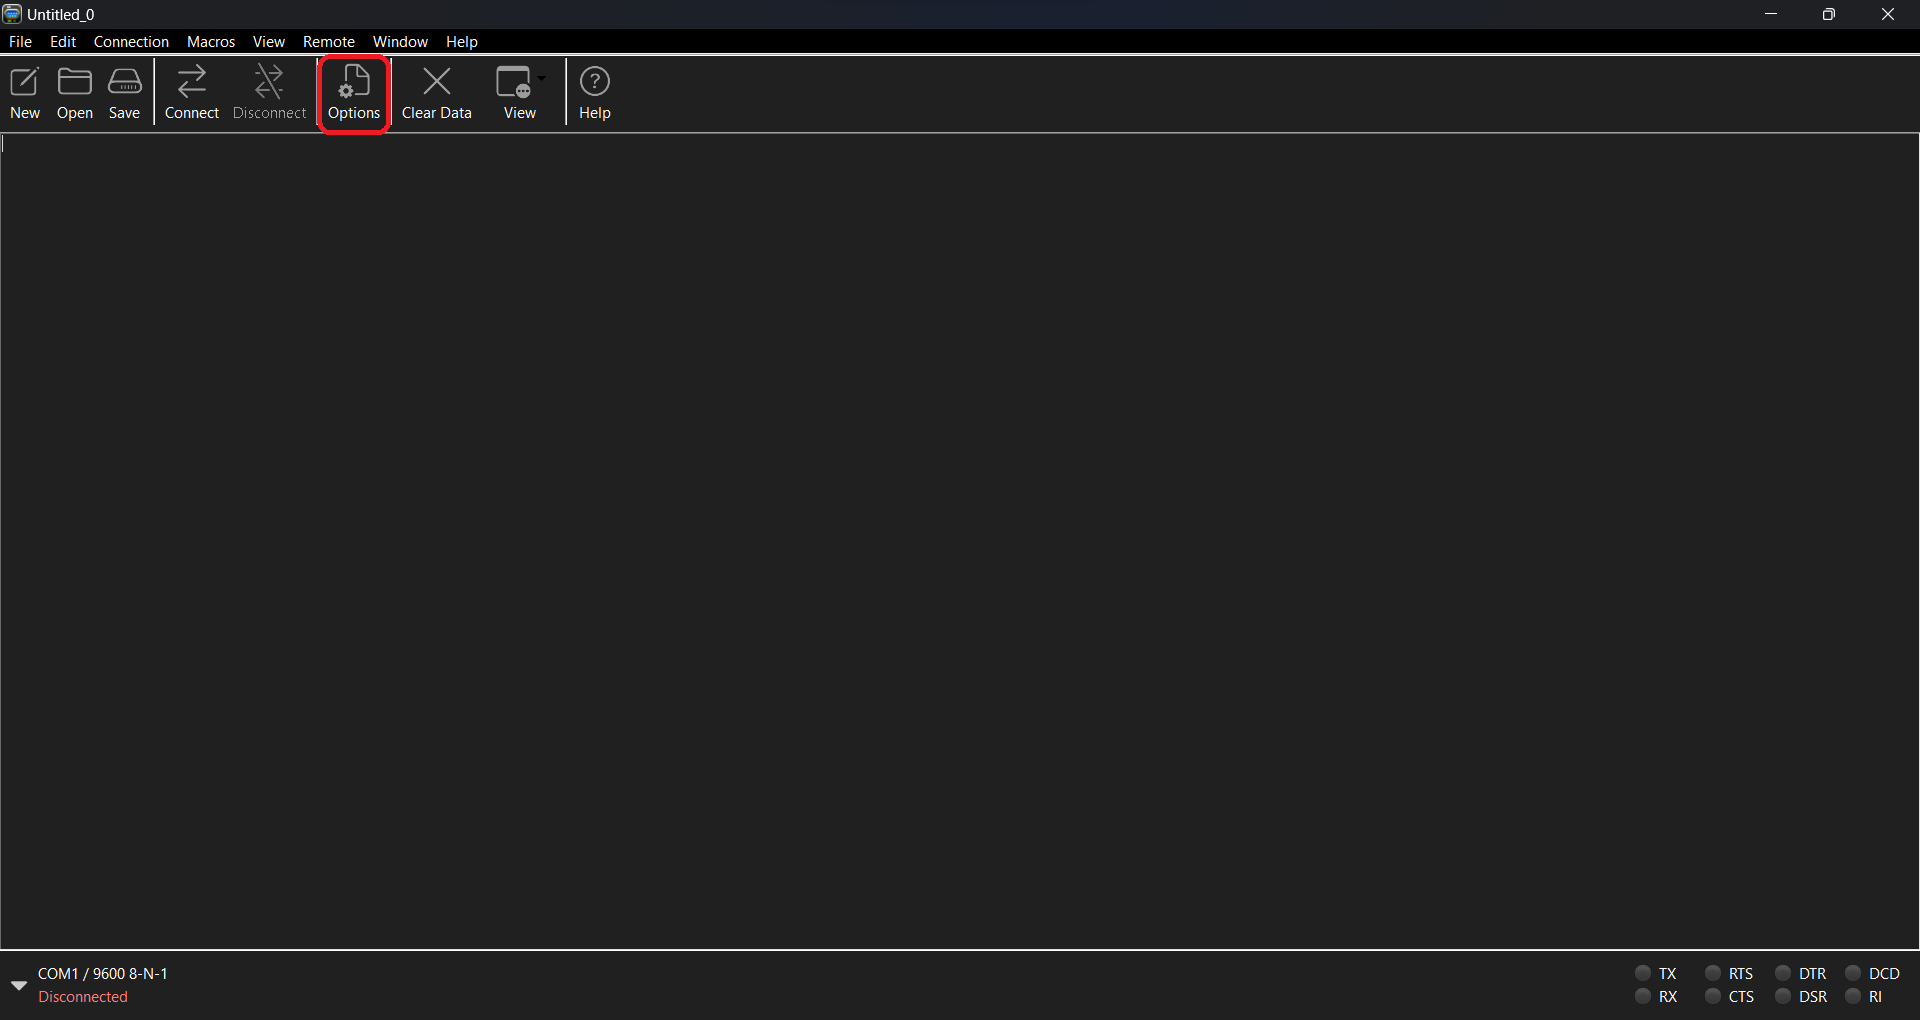 Untitled_0
File Edit Connection Macros View Remote Window Help
New Open Save Connect Disconnect Options Clear Data View ? Help
COM1 / 9600 8-N-1
Disconnected
TX RTS DTR DCD
RX CTS DSR RI